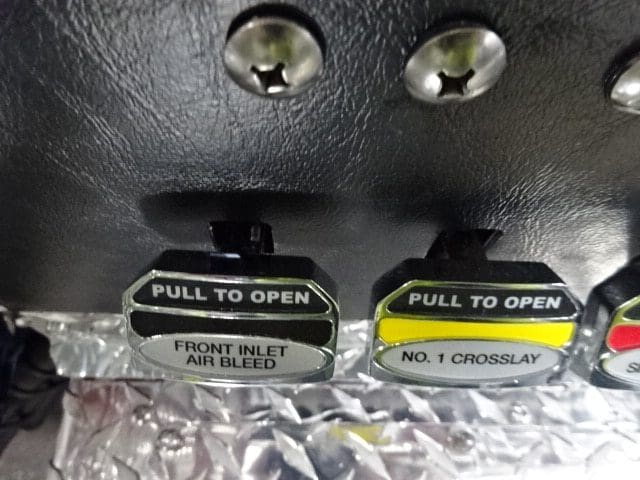 PULL TO OPEN
FRONT INLET
AIR BLEED
PULL TO OPEN
NO. 1 CROSSLAY